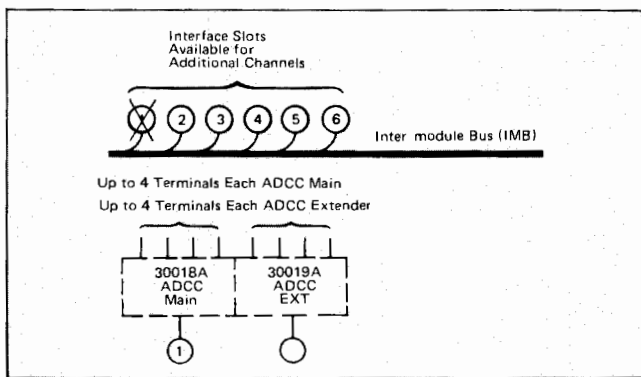 Interface Slots
Available for
Additional Channels
2 3 4 5 6
Inter module Bus (IMB)
Up to 4 Terminals Each ADCC Main
Up to 4 Terminals Each ADCC Extender
30018A
ADCC
Main
30019A
ADCC
EXT
1